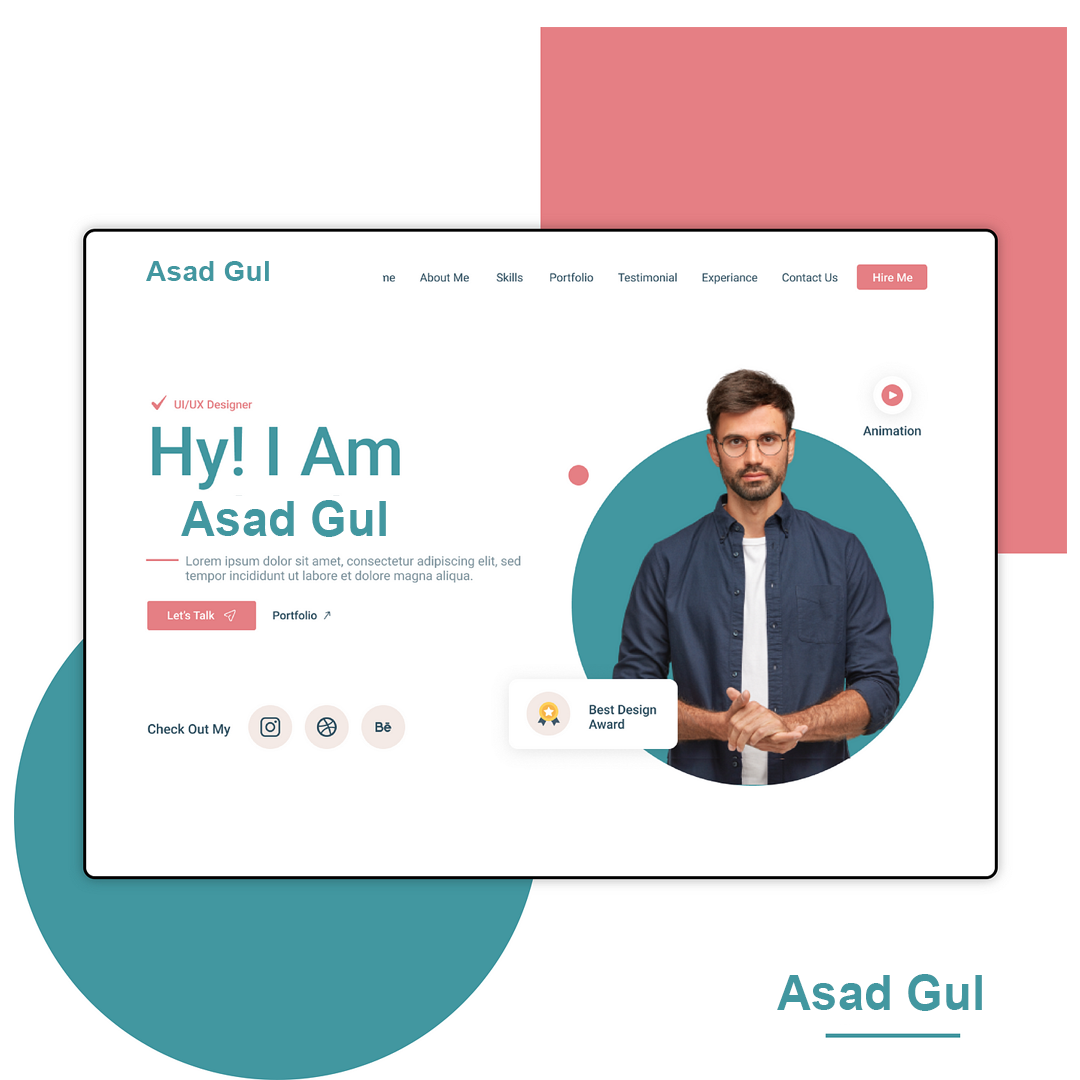 Asad Gul
ne About Me Skills Portfolio Testimonial Experiance Contact Us Hire Me
UI/UX Designer
Hy! I Am
Asad Gul
Lorem ipsum dolor sit amet, consectetur adipiscing elit, sed
tempor incididunt ut labore et dolore magna aliqua.
Let's Talk Portfolio
Check Out My
Bē
Animation
Best Design
Award
Asad Gul